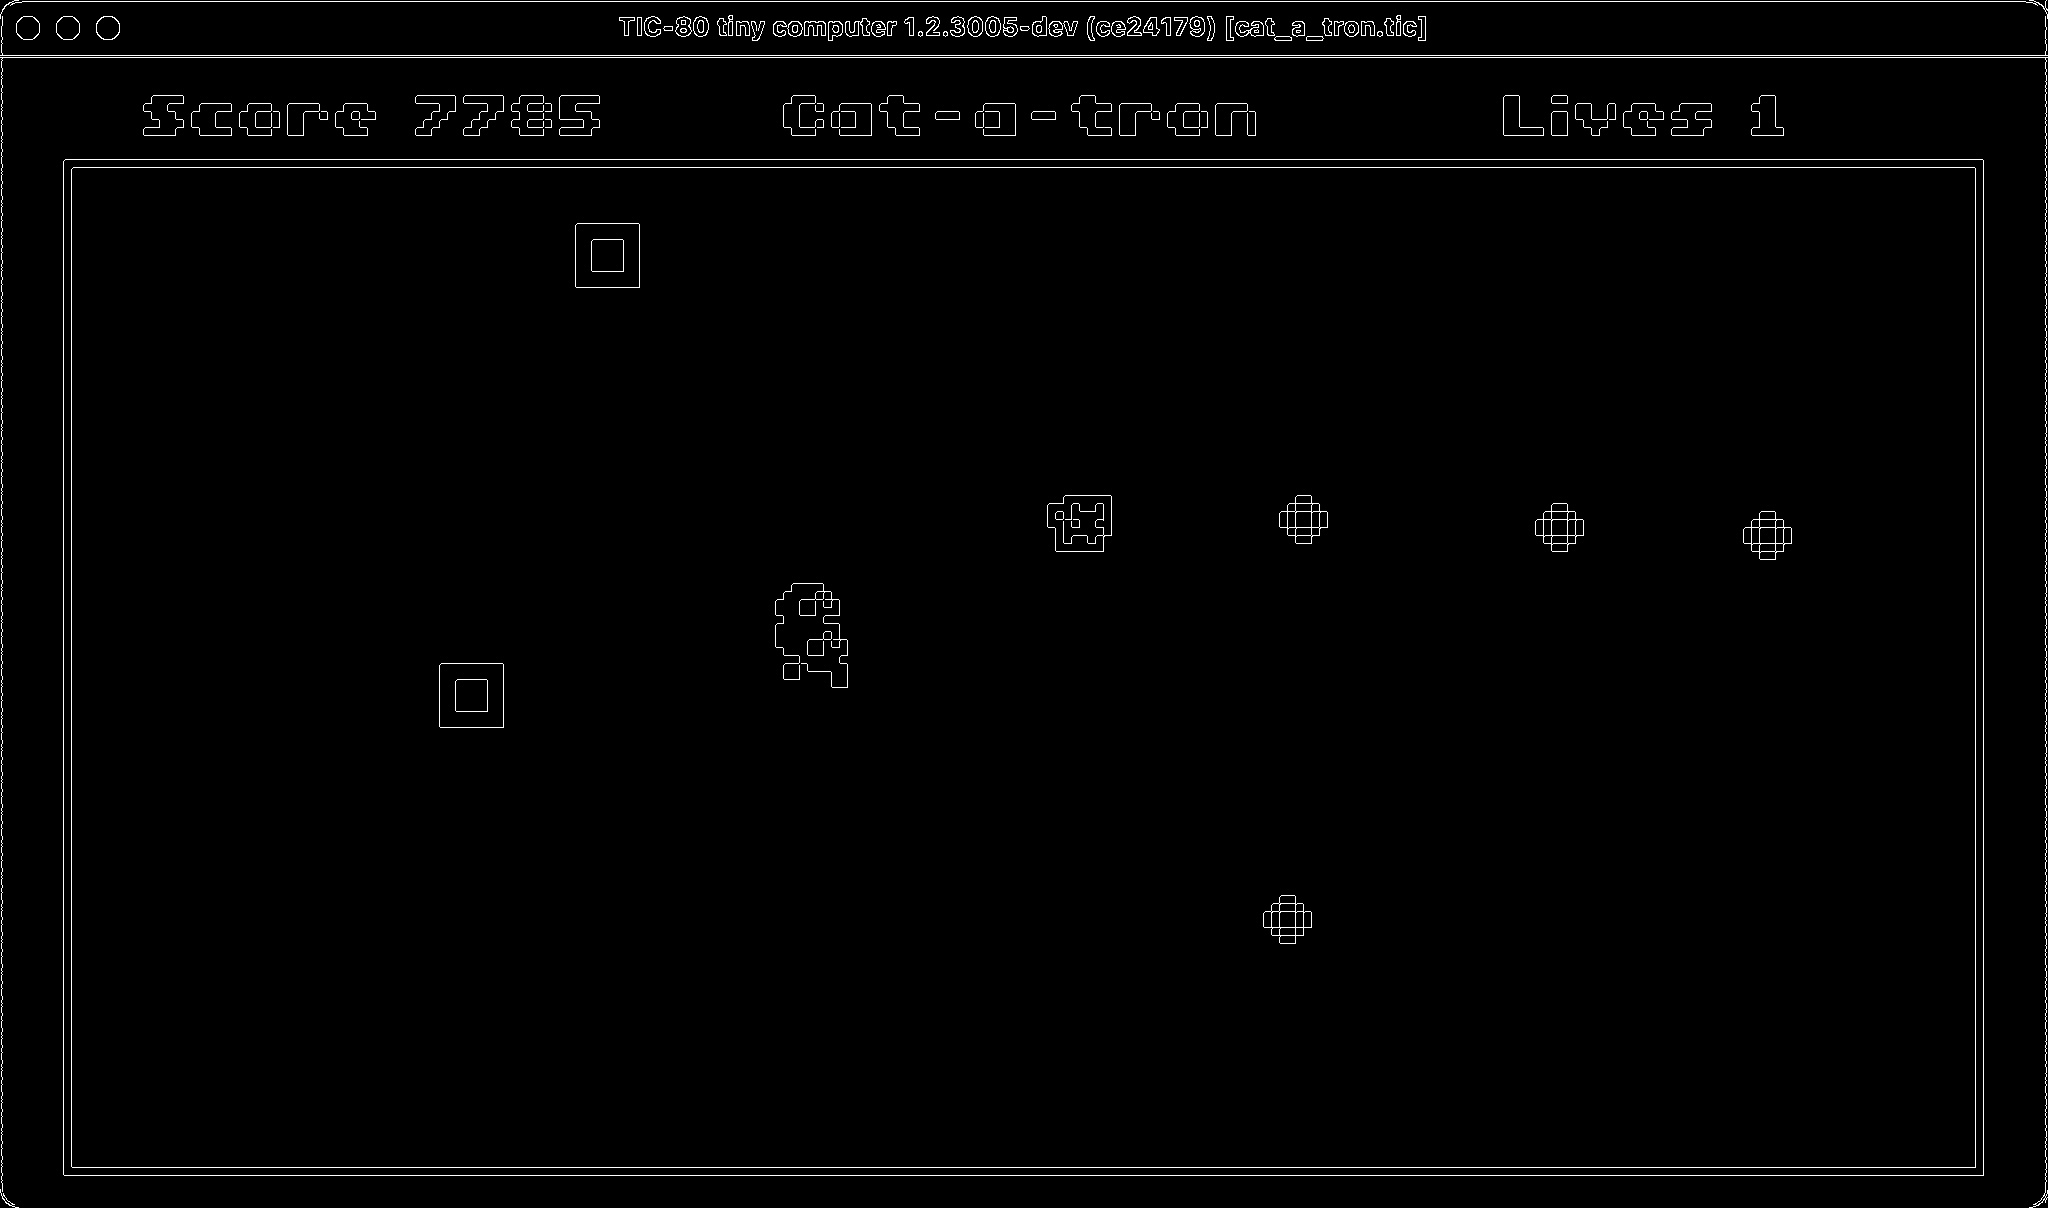 TIC-80 tiny computer 1.2.3005-dev (ce24179) [cat_a_tron.tic]
Score 7785 Cat-a-tron Lives 1